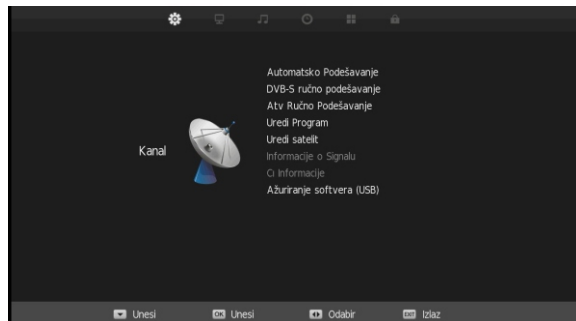 Automatsko Podešavanje
DVB-S ručno podešavanje
Atv Ručno Podešavanje
Uredi Program
Uredi satelit
Kanal
Informacije o Signalu
Ci Informacije
Ažuriranje softvera (USB)
Unesi OK Unesi Odabir EXIT Izlaz